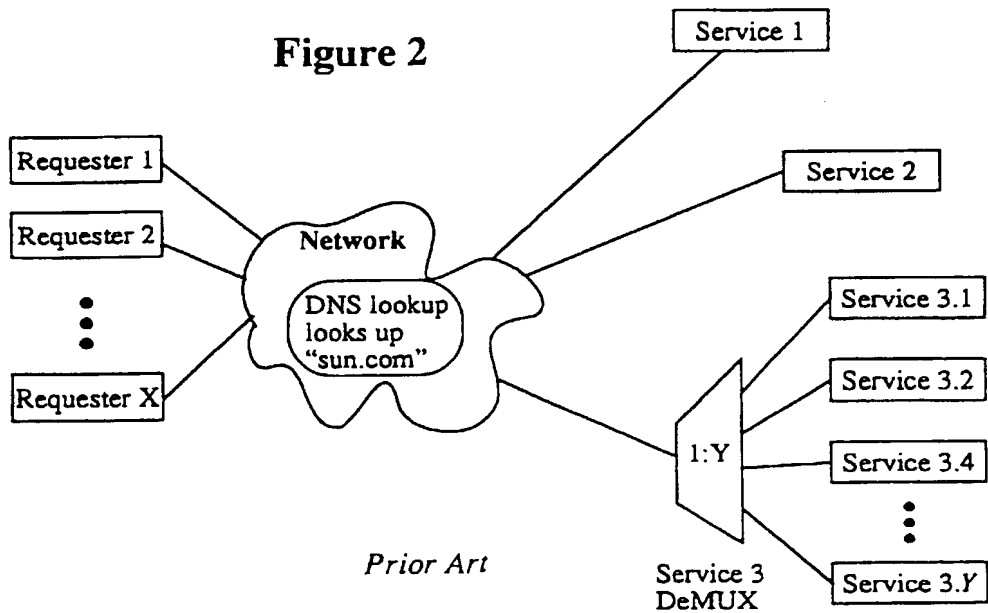 Figure 2
Service 1
Requester 1
Service 2
Requester 2
Network
DNS lookup
looks up
“sun.com”
Service 3.1
Requester X
Service 3.2
1:Y
Service 3.4
Prior Art
Service 3
DeMUX
Service 3.Y